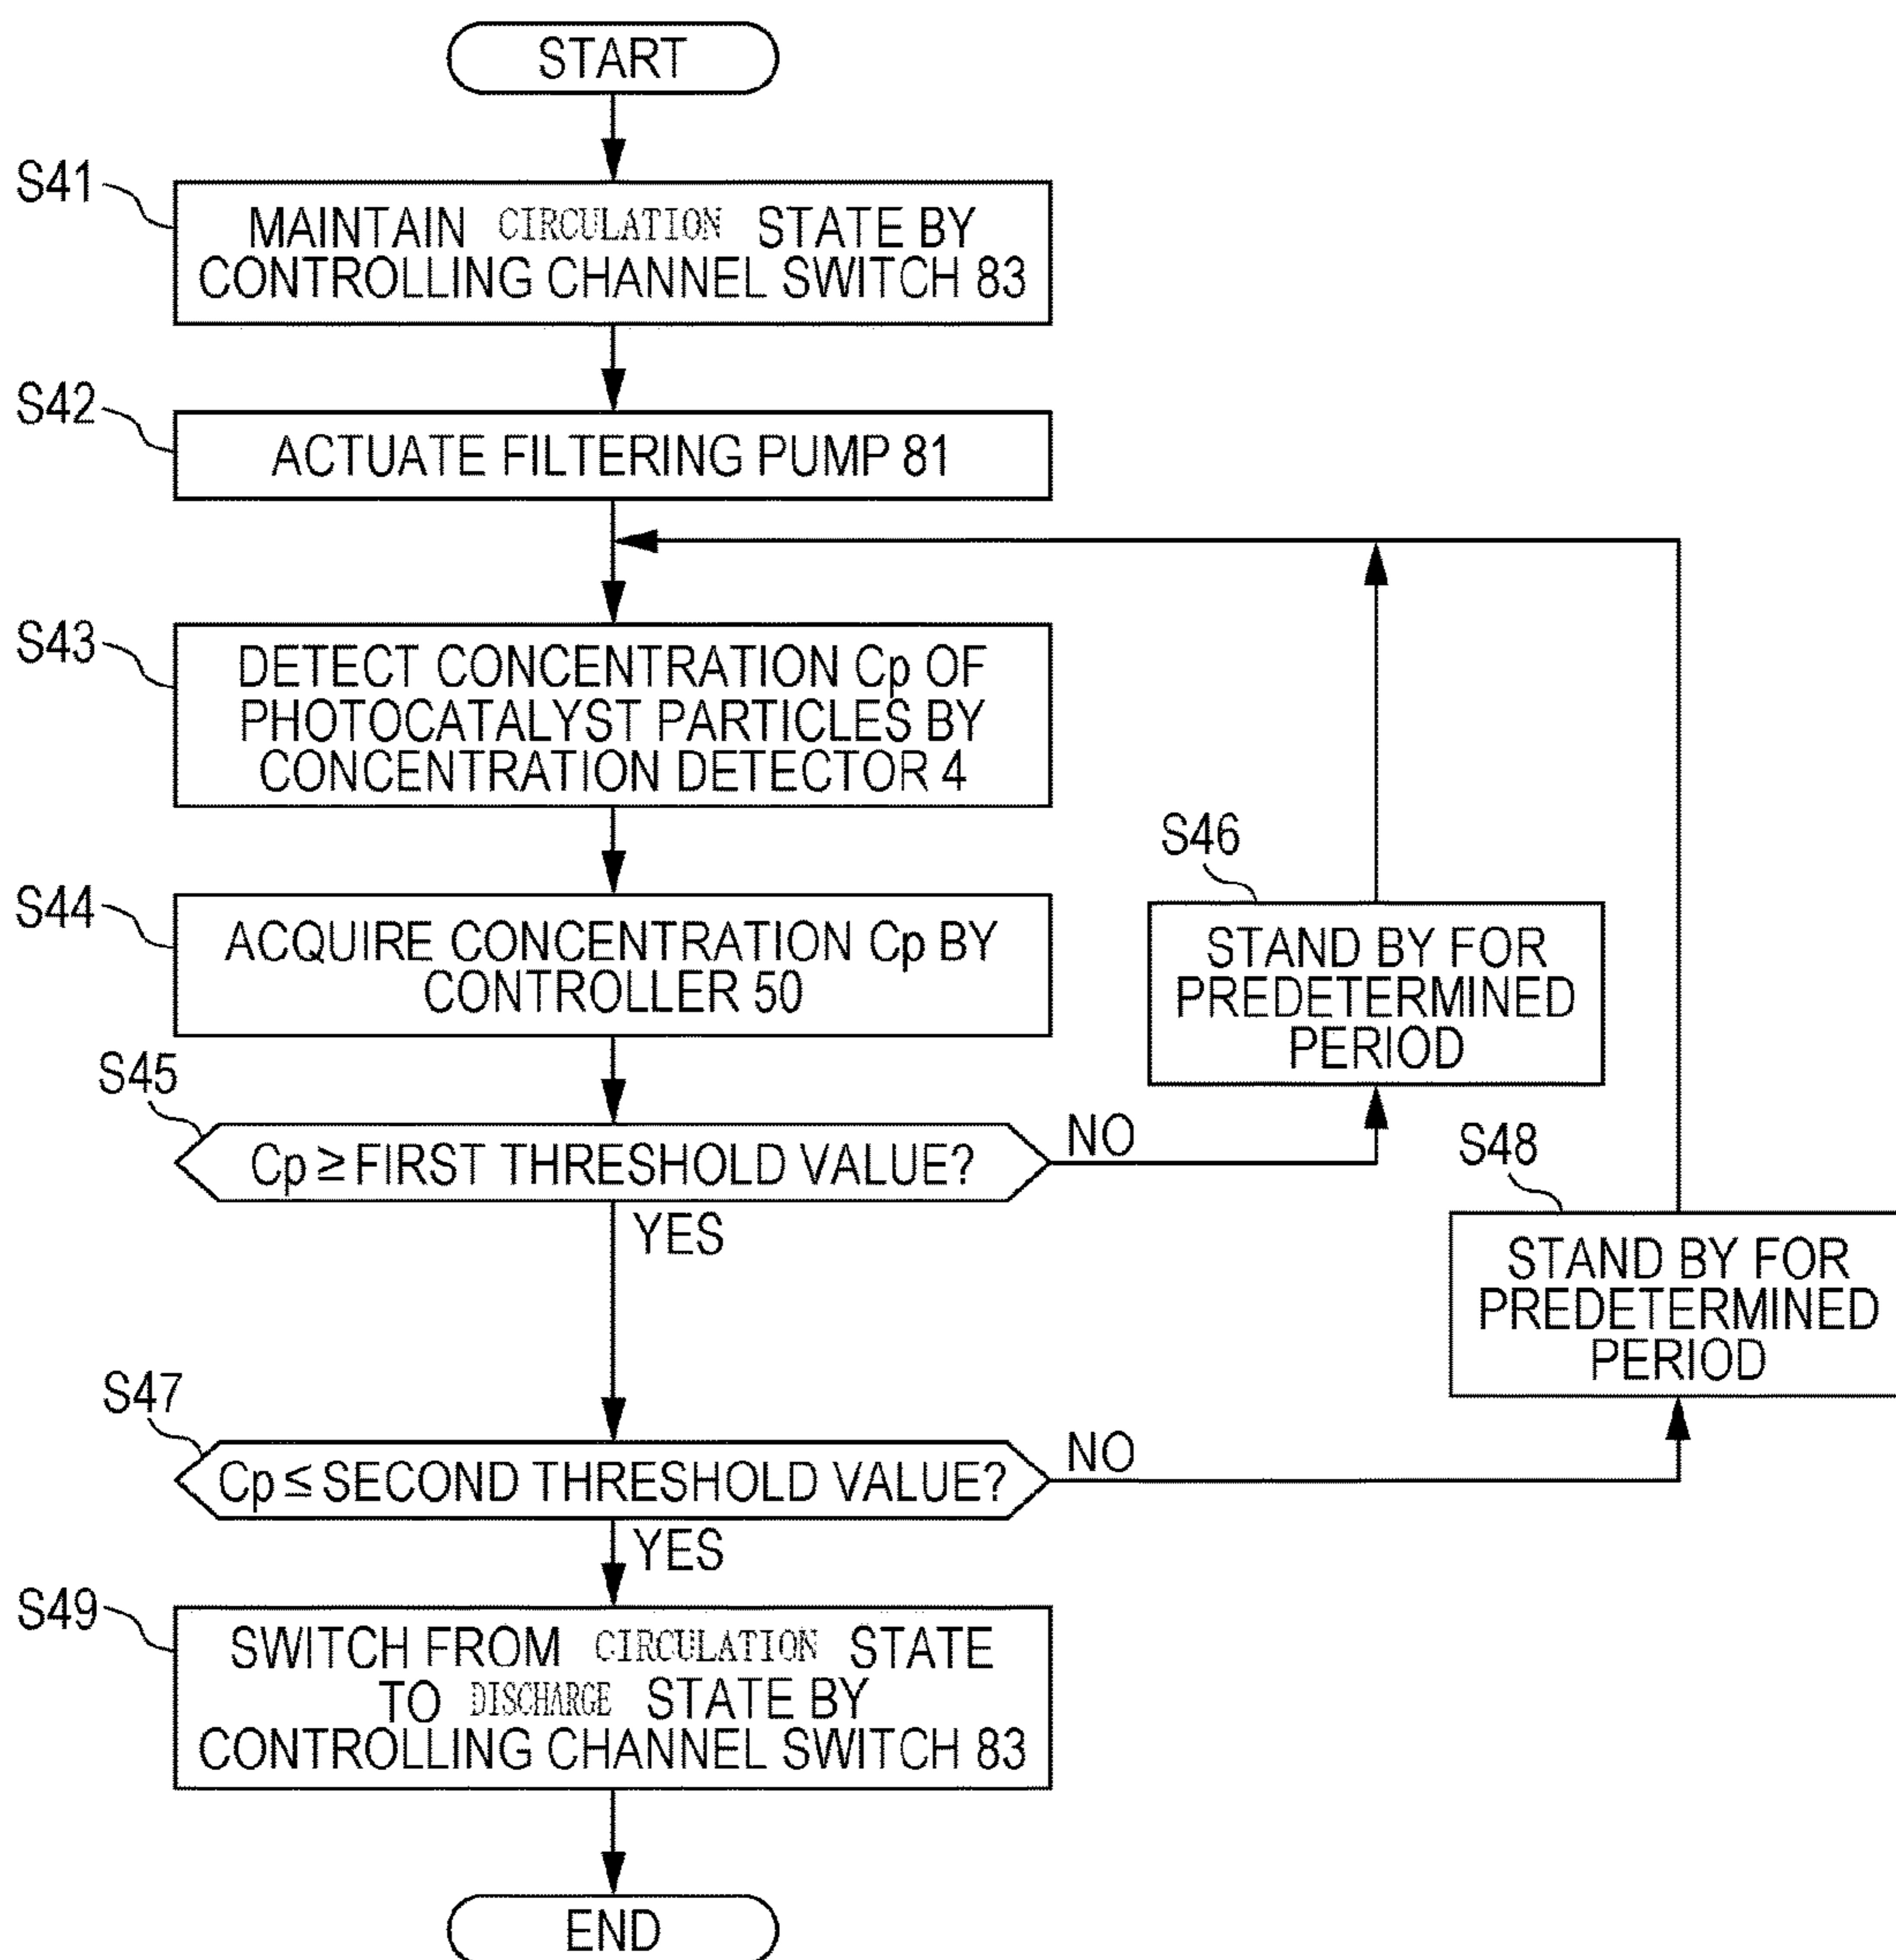 START
S41
MAINTAIN CIRCULATION STATE BY
CONTROLLING CHANNEL SWITCH 83
S42
ACTUATE FILTERING PUMP 81
S43
DETECT CONCENTRATION Cp OF
PHOTOCATALYST PARTICLES BY
CONCENTRATION DETECTOR 4
S44
ACQUIRE CONCENTRATION Cp BY
CONTROLLER 50
S45
Cp ≥ FIRST THRESHOLD VALUE?
NO
YES
S46
STAND BY FOR
PREDETERMINED
PERIOD
S47
Cp ≤ SECOND THRESHOLD VALUE?
NO
YES
S48
STAND BY FOR
PREDETERMINED
PERIOD
S49
SWITCH FROM CIRCULATION STATE
TO DISCHARGE STATE BY
CONTROLLING CHANNEL SWITCH 83
END